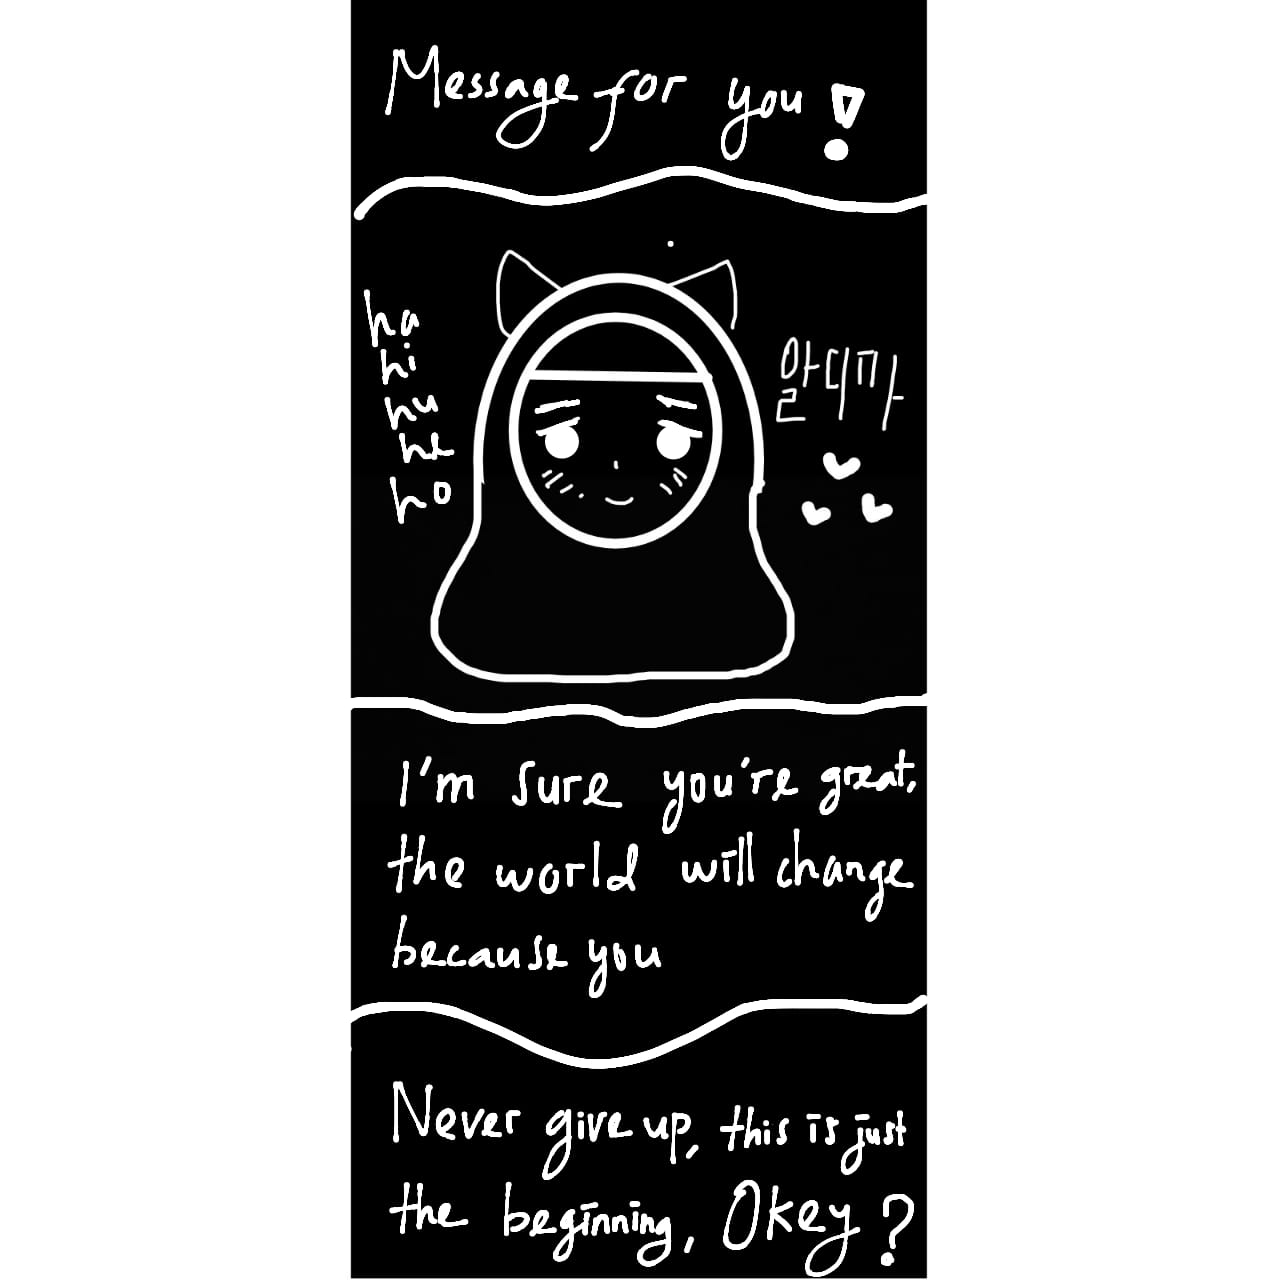 Message for you!
ha
hi
hu
he
ho
알디까
I'm sure you're great,
the world will change
because you
Never give up, this is just
the beginning, Okey?